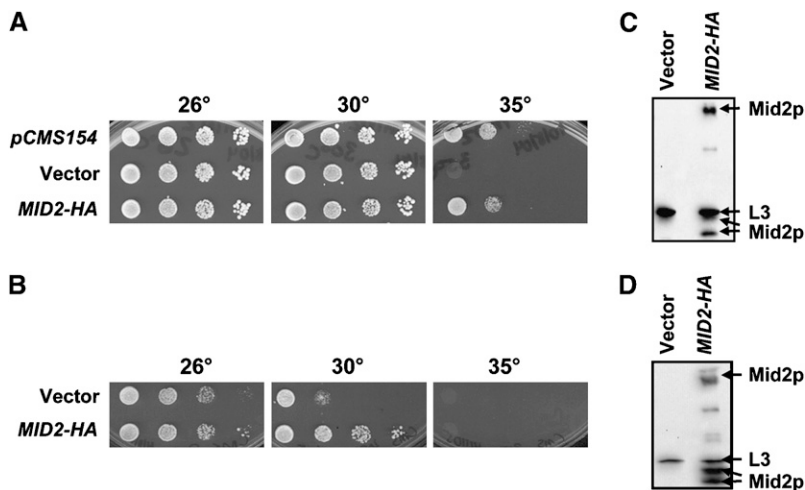 A
26° 30° 35°
pCMS154
Vector
MID2-HA
B
26° 30° 35°
Vector
MID2-HA
C
Vector MID2-HA
Mid2p
L3
Mid2p
D
Vector MID2-HA
Mid2p
L3
Mid2p